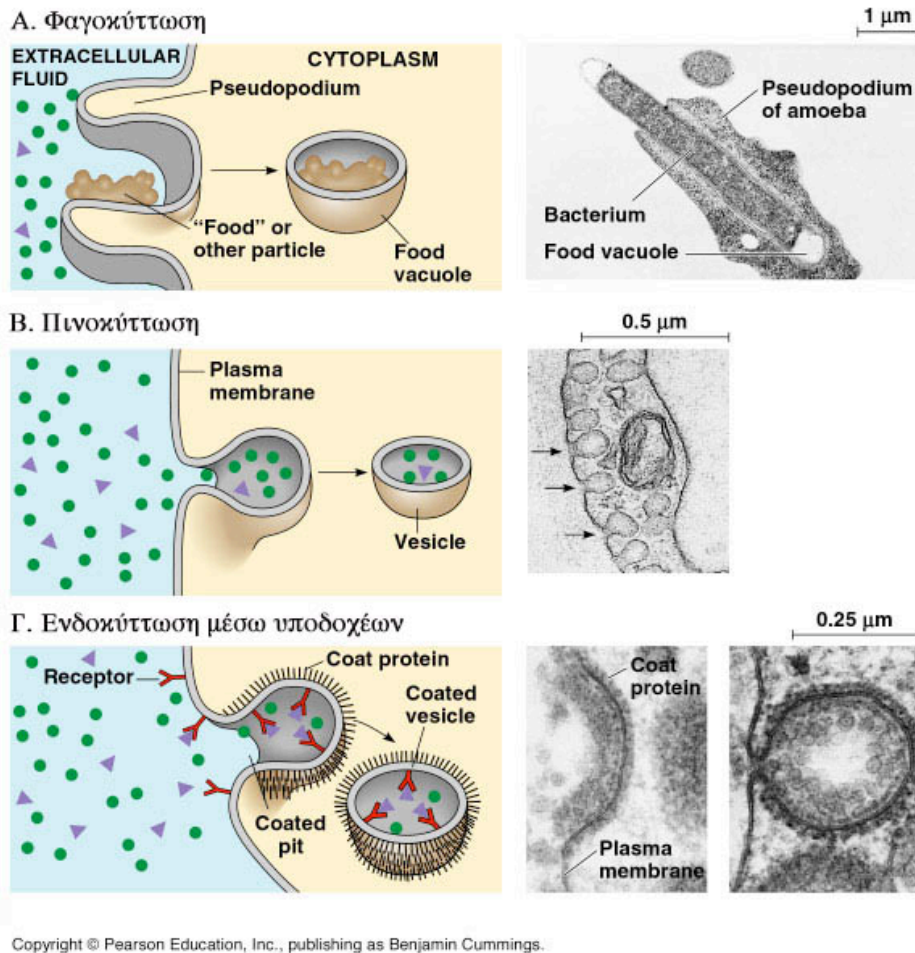 Α. Φαγοκύττωση
1 µm
EXTRACELLULAR
FLUID
CYTOPLASM
Pseudopodium
"Food" or
other particle
Food
vacuole
Pseudopodium
of amoeba
Bacterium
Food vacuole
Β. Πινοκύττωση
0.5 µm
Plasma
membrane
Vesicle
Γ. Ενδοκύττωση μέσω υποδοχέων
0.25 µm
Receptor
Coat protein
Coated
vesicle
Coated
pit
Coat
protein
Plasma
membrane
Copyright © Pearson Education, Inc., publishing as Benjamin Cummings.